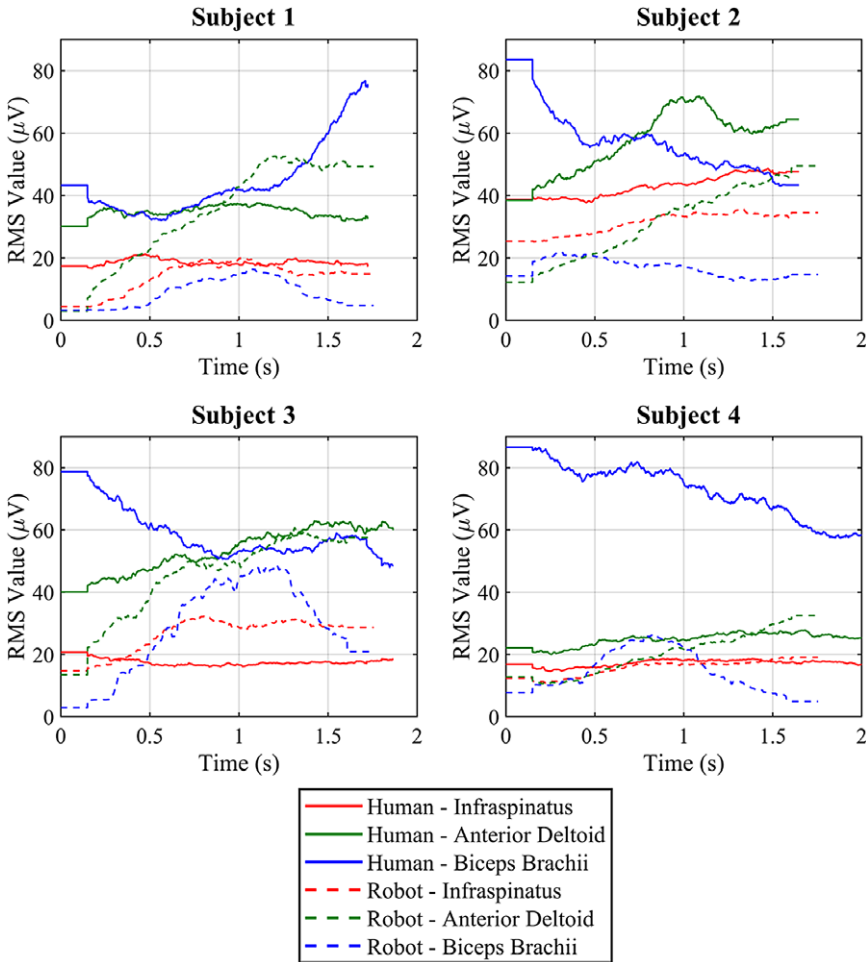 Subject 1
80
60
40
20
0
RMS Value (μV)
0 0.5 1 1.5 2
Time (s)
Subject 2
80
60
40
20
0
RMS Value (μV)
0 0.5 1 1.5 2
Time (s)
Subject 3
80
60
40
20
0
RMS Value (μV)
0 0.5 1 1.5 2
Time (s)
Subject 4
80
60
40
20
0
RMS Value (μV)
0 0.5 1 1.5 2
Time (s)
Human - Infraspinatus
Human - Anterior Deltoid
Human - Biceps Brachii
Robot - Infraspinatus
Robot - Anterior Deltoid
Robot - Biceps Brachii